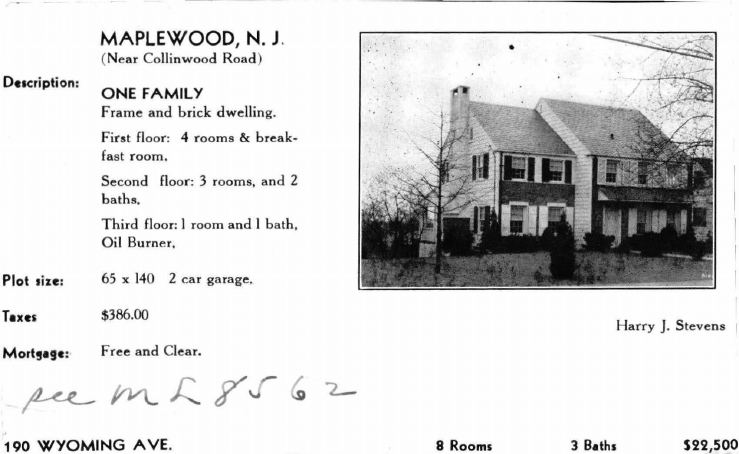 MAPLEWOOD, N. J.
(Near Collinwood Road)
Description:
ONE FAMILY
Frame and brick dwelling.
First floor: 4 rooms & break-
fast room.
Second floor: 3 rooms, and 2
baths.
Third floor: 1 room and 1 bath,
Oil Burner.
Plot size: 65 x 140 2 car garage.
Taxes $386.00
Harry J. Stevens
Mortgage: Free and Clear.
see ML 8562
190 WYOMING AVE. 8 Rooms 3 Baths $22,500